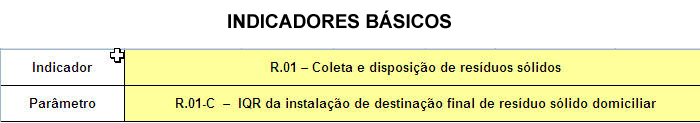 INDICADORES BÁSICOS
Indicador R.01 – Coleta e disposição de resíduos sólidos
Parâmetro R.01-C – IQR da instalação de destinação final de resíduo sólido domiciliar